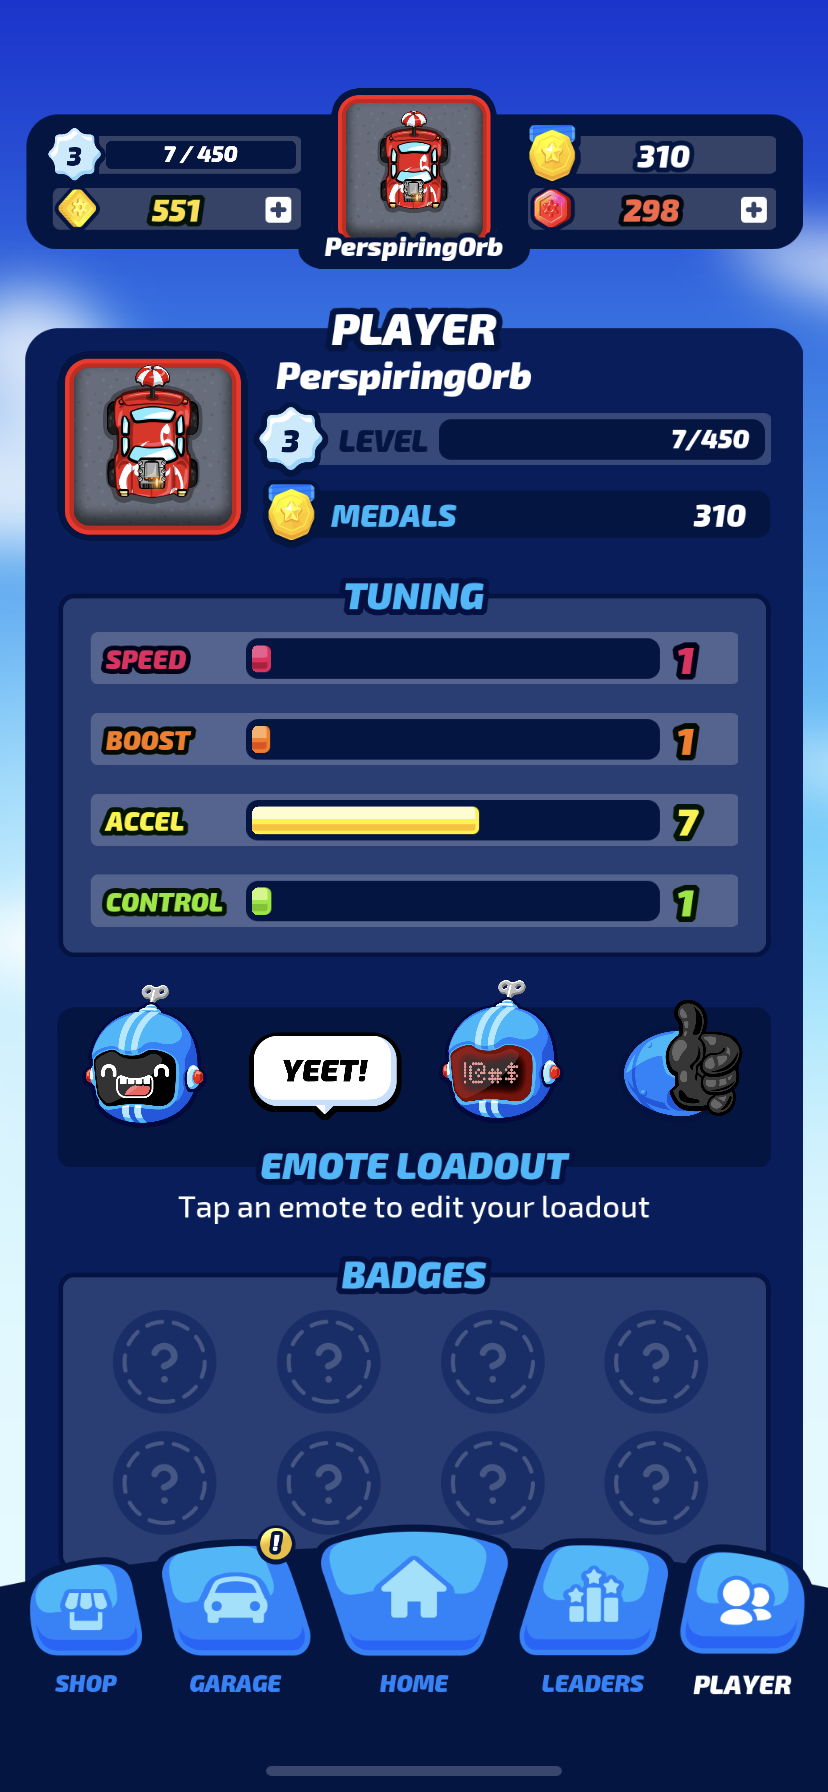 3
7 / 450
310
551
298
PerspiringOrb
PLAYER
PerspiringOrb
3 LEVEL 7/450
MEDALS 310
TUNING
SPEED 1
BOOST 1
ACCEL 7
CONTROL 1
YEET!
!@#$
EMOTE LOADOUT
Tap an emote to edit your loadout
BADGES
? ? ? ?
? ? ? ?
!
SHOP GARAGE HOME LEADERS PLAYER